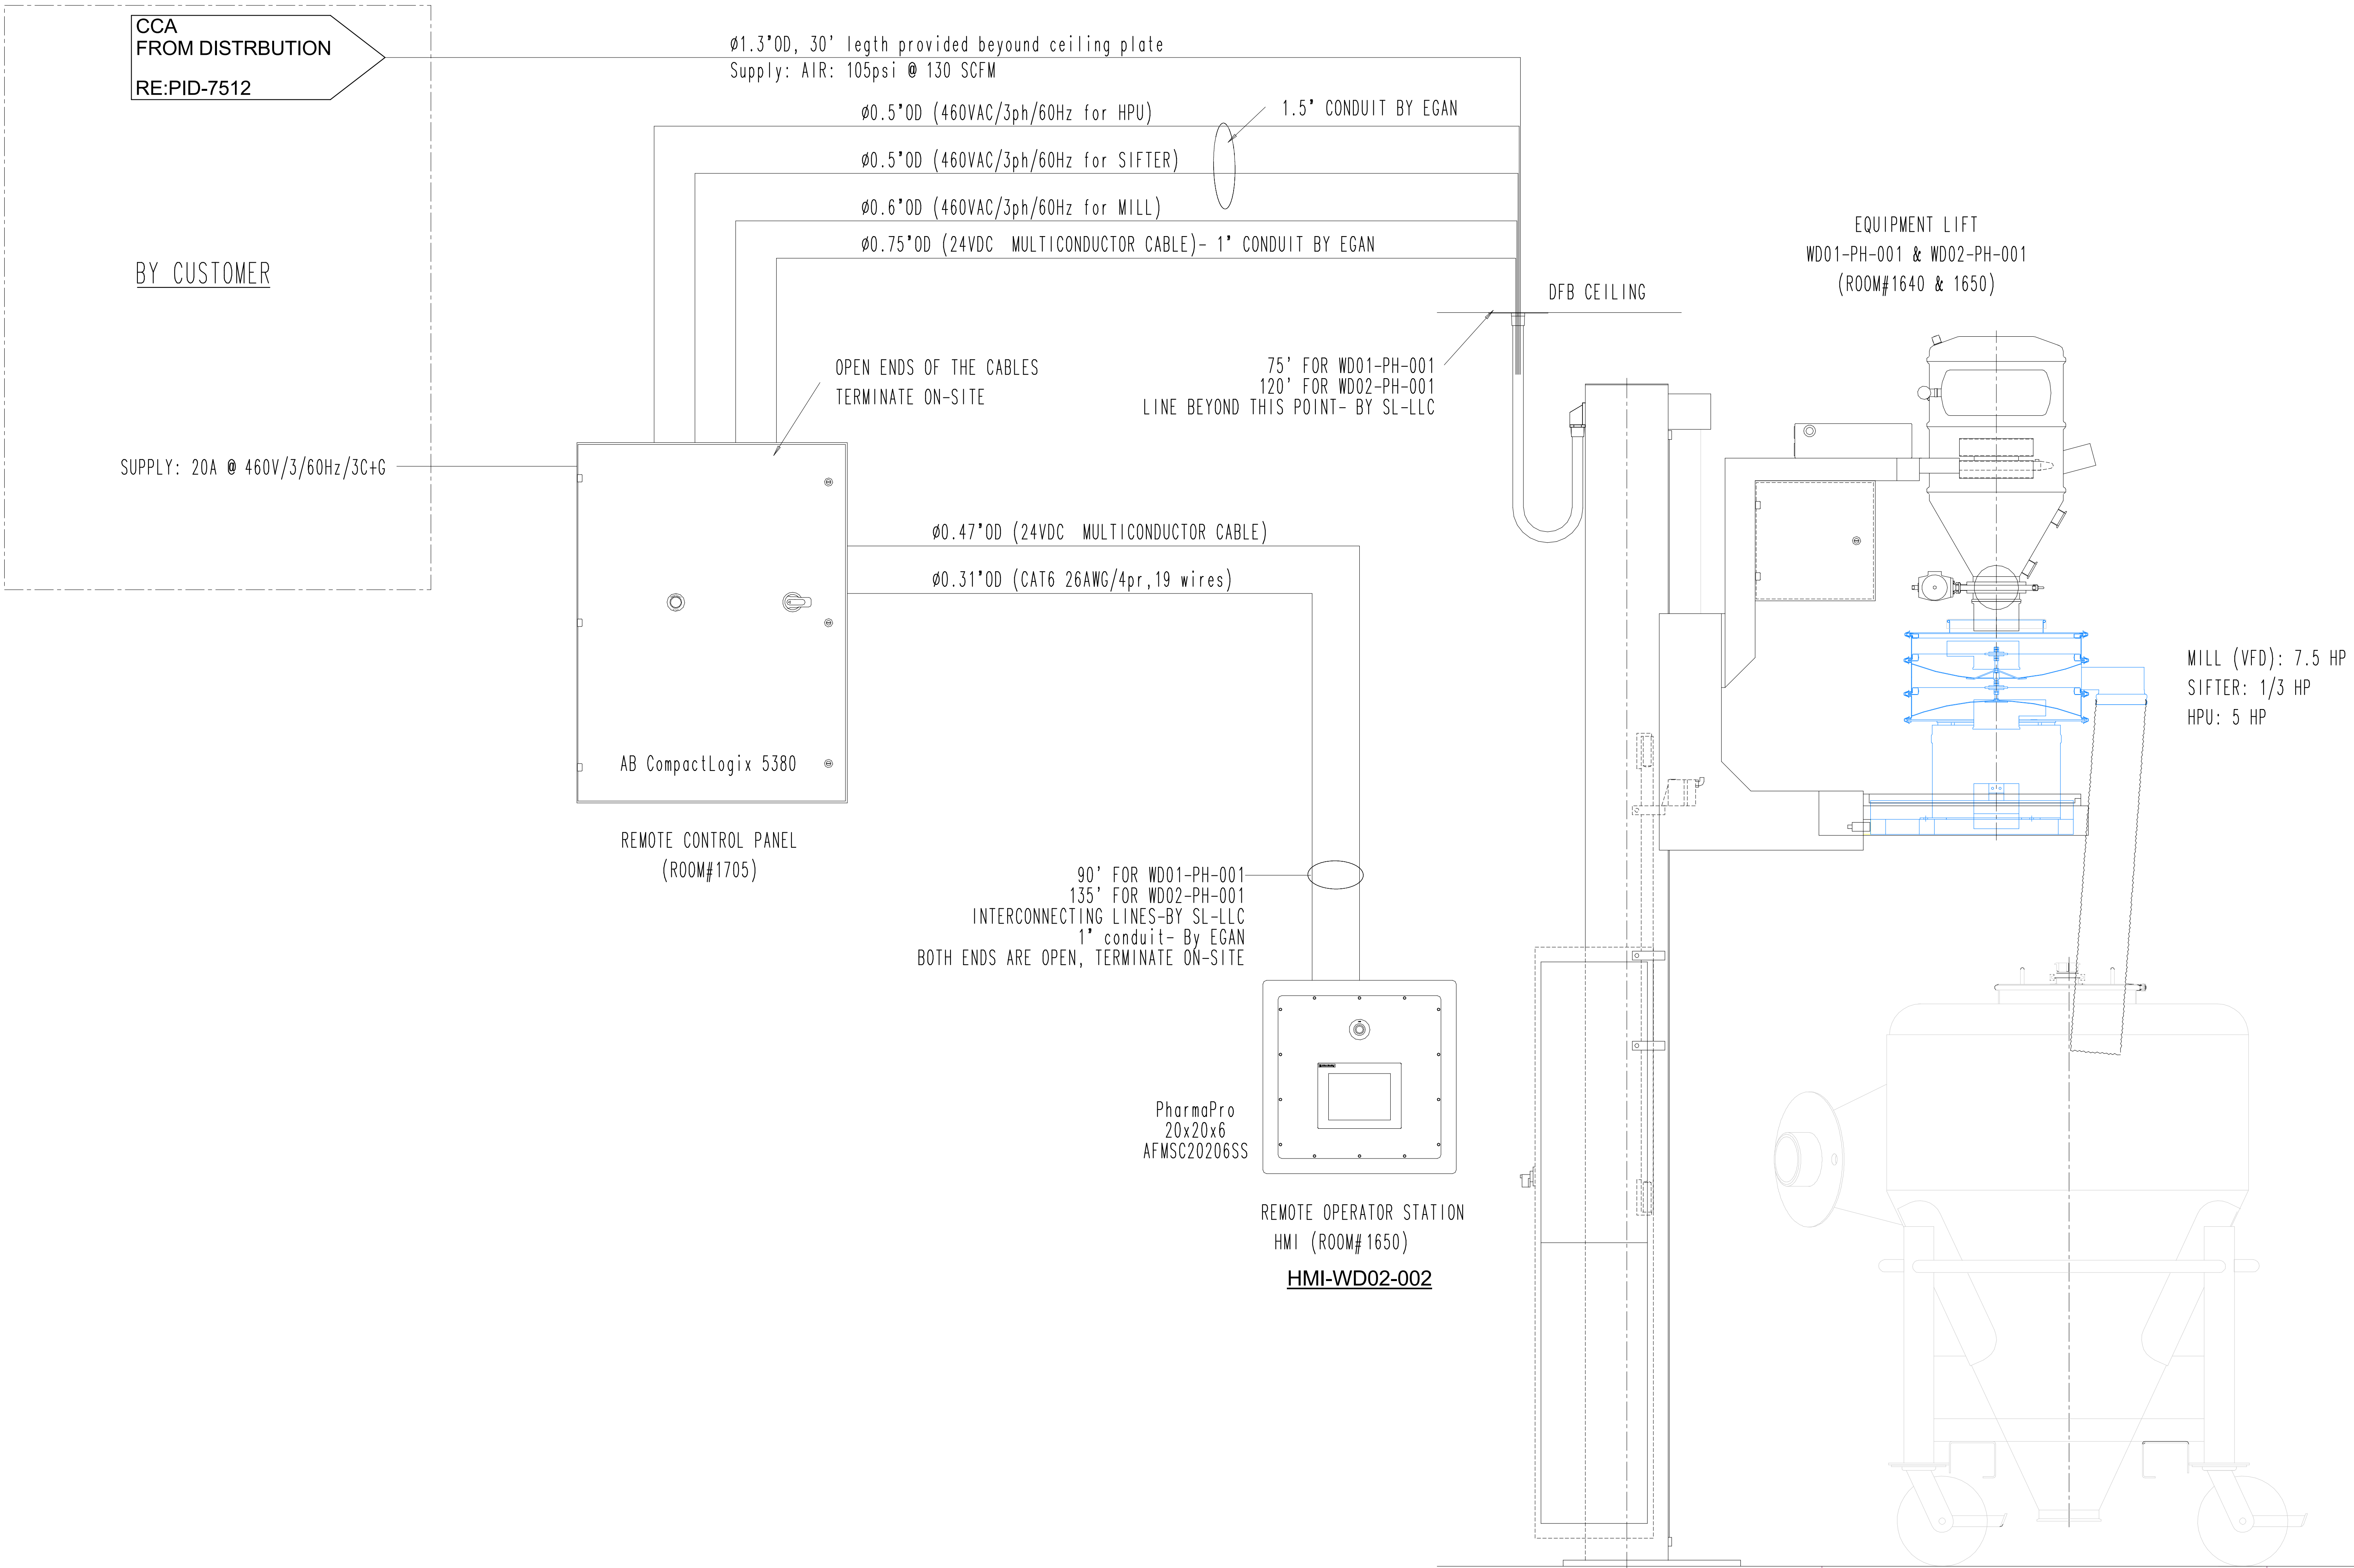 CCA
FROM DISTRBUTION
RE:PID-7512
Ø1.3"OD, 30' legth provided beyound ceiling plate
Supply: AIR: 105psi @ 130 SCFM
Ø0.5"OD (460VAC/3ph/60Hz for HPU)
1.5" CONDUIT BY EGAN
Ø0.5"OD (460VAC/3ph/60Hz for SIFTER)
Ø0.6"OD (460VAC/3ph/60Hz for MILL)
Ø0.75"OD (24VDC MULTICONDUCTOR CABLE)- 1" CONDUIT BY EGAN
BY CUSTOMER
EQUIPMENT LIFT
WD01-PH-001 & WD02-PH-001
(ROOM#1640 & 1650)
DFB CEILING
OPEN ENDS OF THE CABLES
TERMINATE ON-SITE
75' FOR WD01-PH-001
120' FOR WD02-PH-001
LINE BEYOND THIS POINT- BY SL-LLC
SUPPLY: 20A @ 460V/3/60Hz/3C+G
Ø0.47"OD (24VDC MULTICONDUCTOR CABLE)
Ø0.31"OD (CAT6 26AWG/4pr,19 wires)
MILL (VFD): 7.5 HP
SIFTER: 1/3 HP
HPU: 5 HP
AB CompactLogix 5380
REMOTE CONTROL PANEL
(ROOM#1705)
90' FOR WD01-PH-001
135' FOR WD02-PH-001
INTERCONNECTING LINES-BY SL-LLC
1" conduit- By EGAN
BOTH ENDS ARE OPEN, TERMINATE ON-SITE
PharmaPro
20x20x6
AFMSC20206SS
REMOTE OPERATOR STATION
HMI (ROOM#1650)
HMI-WD02-002